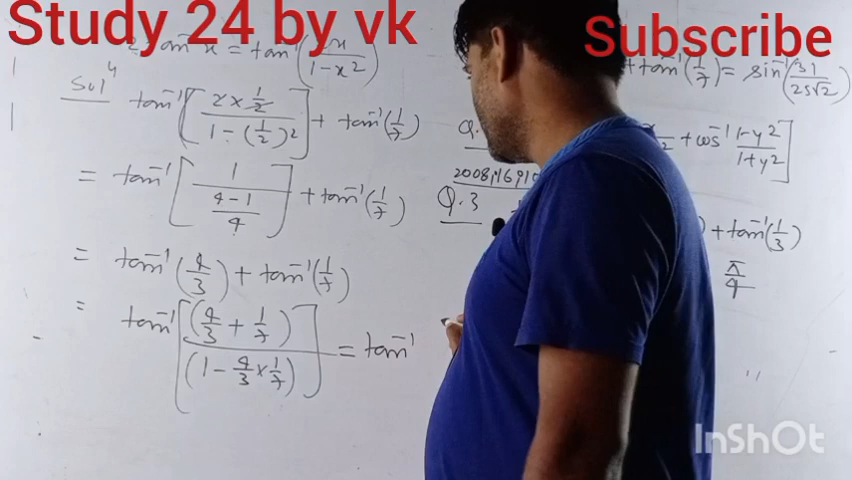 Study 24 by vk
Subscribe
2 tan⁻¹x = tan⁻¹(x/1-x²)
+ tan⁻¹(1/7) = sin⁻¹(31/25√2)
Solⁿ
tan⁻¹[2×1/2 / 1-(1/2)²] + tan⁻¹(1/7)
= tan⁻¹[1 / (4-1/4)] + tan⁻¹(1/7)
= tan⁻¹(4/3) + tan⁻¹(1/7)
= tan⁻¹[(4/3 + 1/7) / (1 - 4/3 × 1/7)] = tan⁻¹
Q.
+ cos⁻¹ 1-y²/1+y²]
Q.3
) + tan⁻¹(1/3)
π/4
InShOt